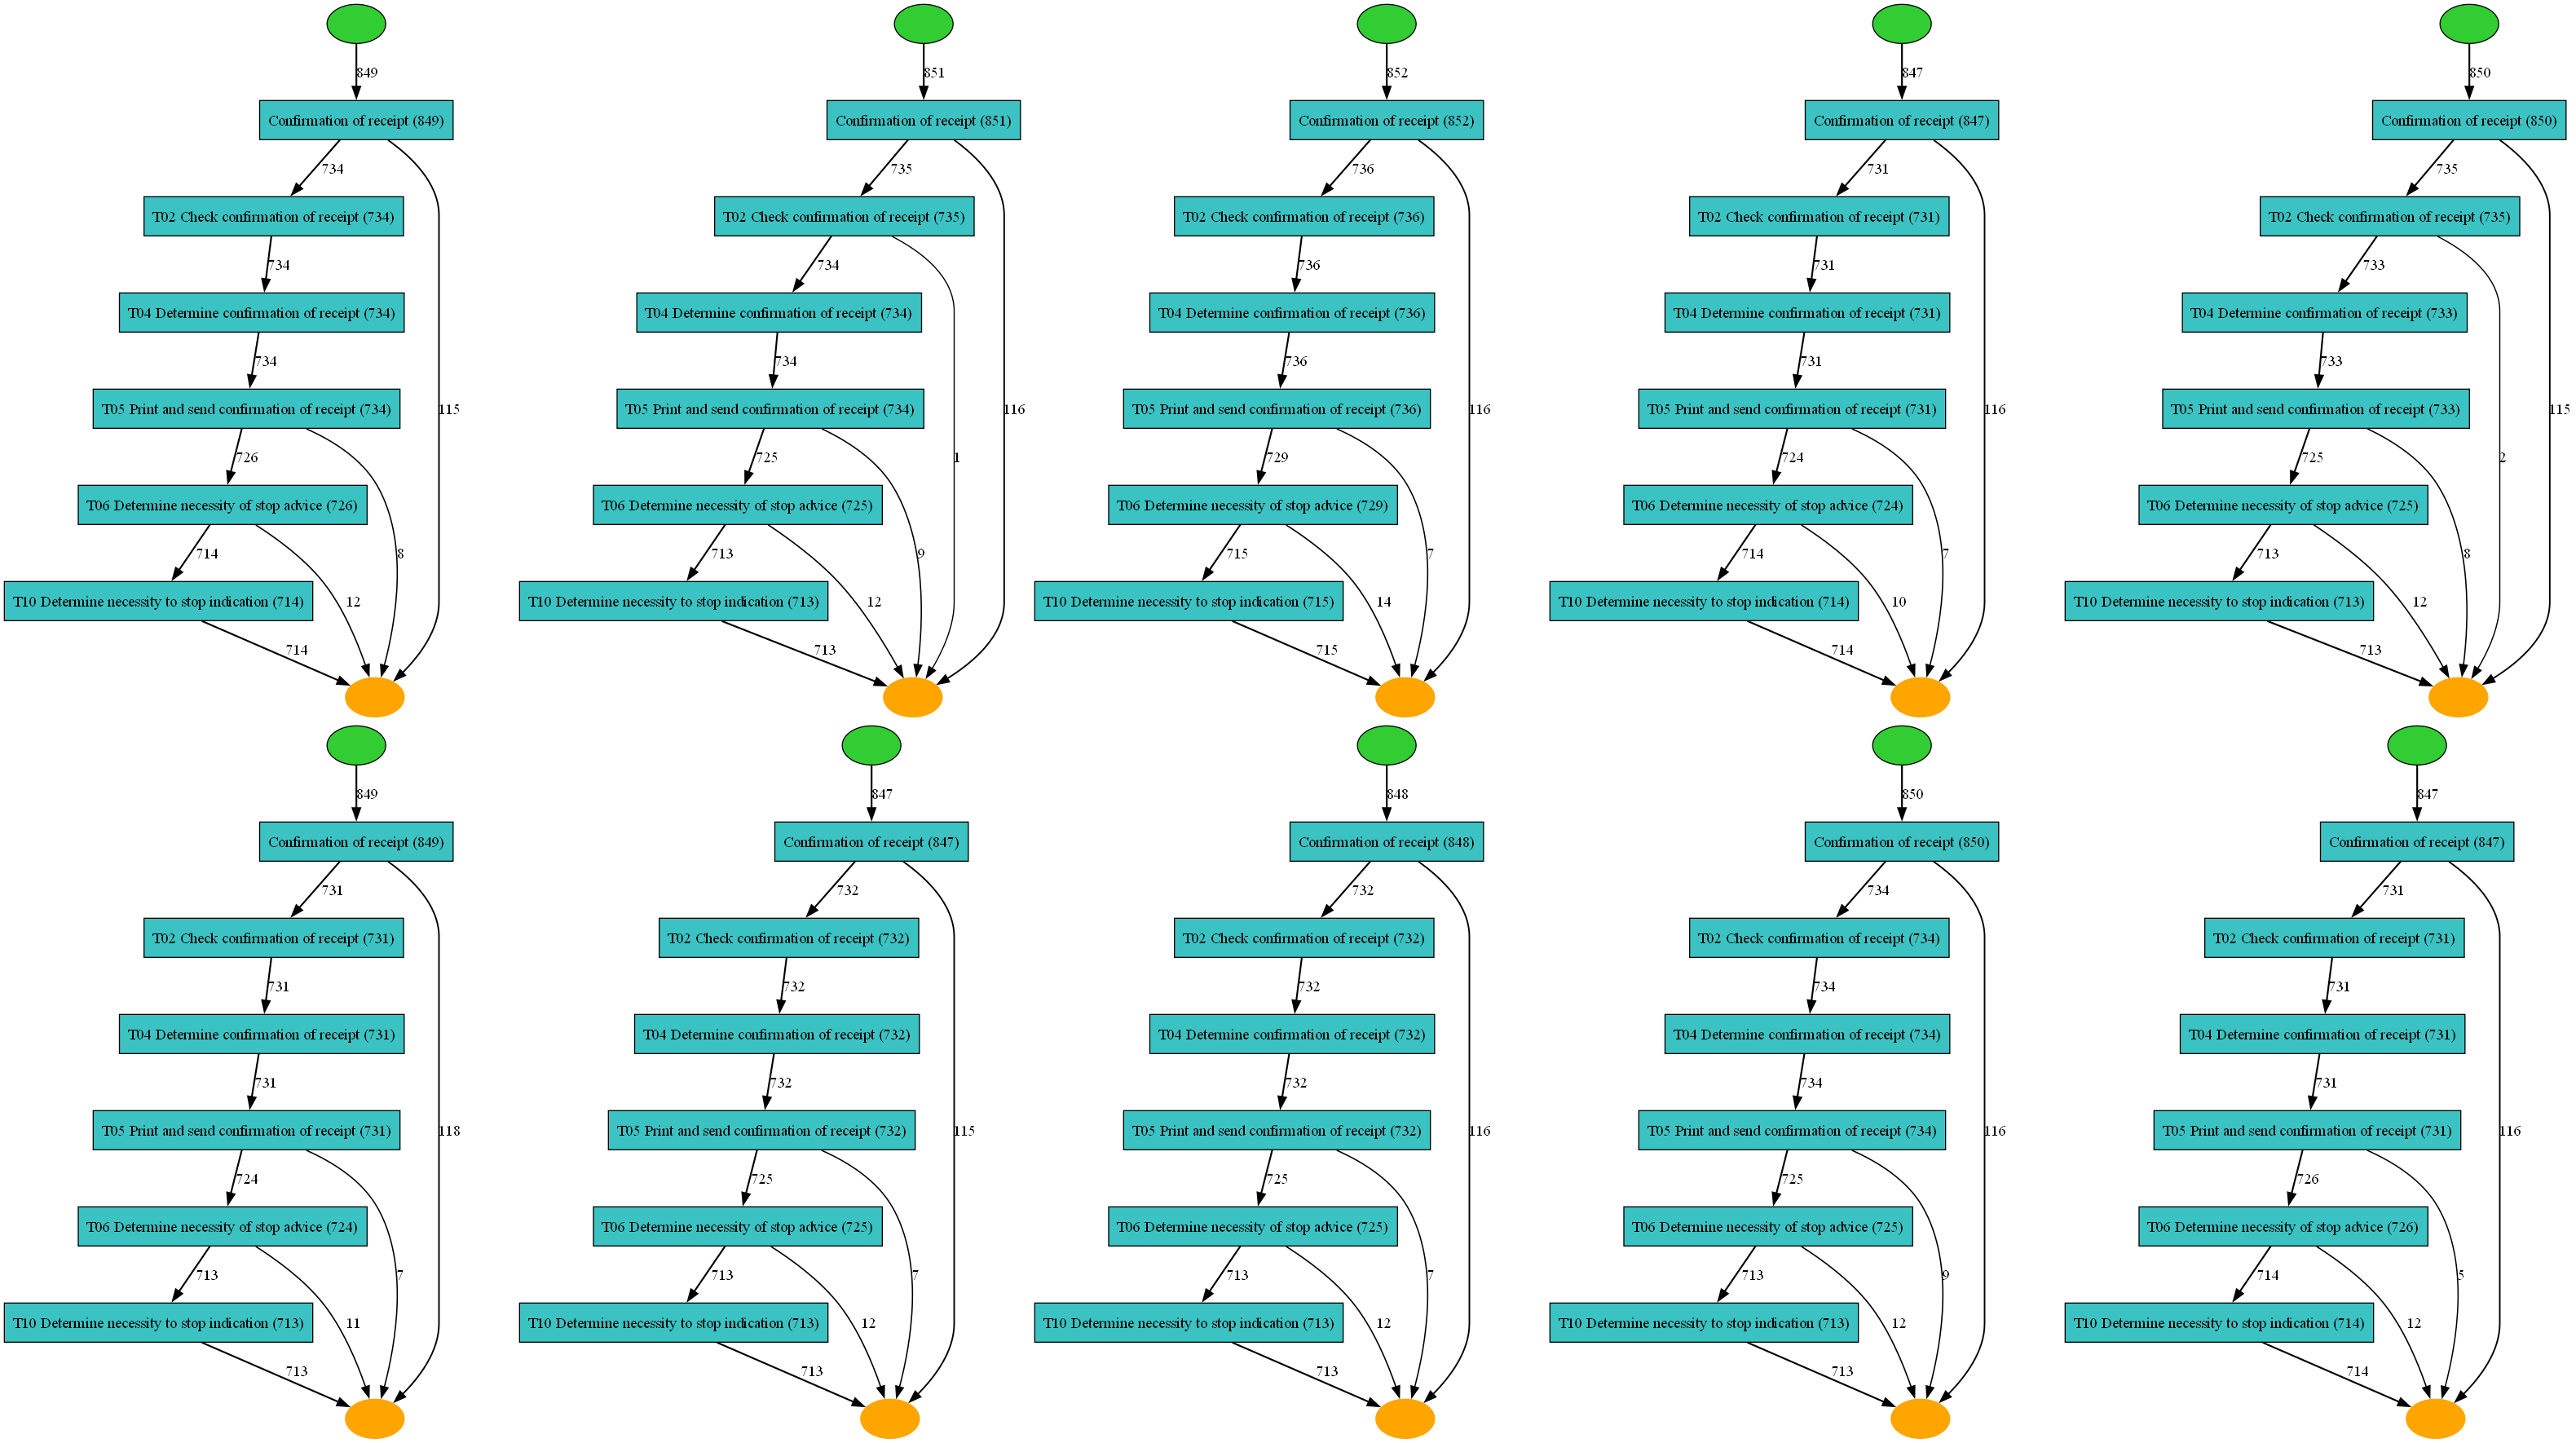 849
Confirmation of receipt (849)
734
T02 Check confirmation of receipt (734)
734
T04 Determine confirmation of receipt (734)
734
T05 Print and send confirmation of receipt (734)
115
726
T06 Determine necessity of stop advice (726)
8
714
T10 Determine necessity to stop indication (714)
12
714
851
Confirmation of receipt (851)
735
T02 Check confirmation of receipt (735)
734
T04 Determine confirmation of receipt (734)
734
T05 Print and send confirmation of receipt (734)
116
725
1
T06 Determine necessity of stop advice (725)
713
9
T10 Determine necessity to stop indication (713)
12
713
852
Confirmation of receipt (852)
736
T02 Check confirmation of receipt (736)
736
T04 Determine confirmation of receipt (736)
736
T05 Print and send confirmation of receipt (736)
116
729
T06 Determine necessity of stop advice (729)
715
7
T10 Determine necessity to stop indication (715)
14
715
847
Confirmation of receipt (847)
731
T02 Check confirmation of receipt (731)
731
T04 Determine confirmation of receipt (731)
731
T05 Print and send confirmation of receipt (731)
116
724
T06 Determine necessity of stop advice (724)
714
7
T10 Determine necessity to stop indication (714)
10
714
850
Confirmation of receipt (850)
735
T02 Check confirmation of receipt (735)
733
T04 Determine confirmation of receipt (733)
733
T05 Print and send confirmation of receipt (733)
115
725
2
T06 Determine necessity of stop advice (725)
713
8
T10 Determine necessity to stop indication (713)
12
713
849
Confirmation of receipt (849)
731
T02 Check confirmation of receipt (731)
731
T04 Determine confirmation of receipt (731)
731
T05 Print and send confirmation of receipt (731)
118
724
T06 Determine necessity of stop advice (724)
713
7
T10 Determine necessity to stop indication (713)
11
713
847
Confirmation of receipt (847)
732
T02 Check confirmation of receipt (732)
732
T04 Determine confirmation of receipt (732)
732
T05 Print and send confirmation of receipt (732)
115
725
T06 Determine necessity of stop advice (725)
713
7
T10 Determine necessity to stop indication (713)
12
713
848
Confirmation of receipt (848)
732
T02 Check confirmation of receipt (732)
732
T04 Determine confirmation of receipt (732)
732
T05 Print and send confirmation of receipt (732)
116
725
T06 Determine necessity of stop advice (725)
713
7
T10 Determine necessity to stop indication (713)
12
713
850
Confirmation of receipt (850)
734
T02 Check confirmation of receipt (734)
734
T04 Determine confirmation of receipt (734)
734
T05 Print and send confirmation of receipt (734)
116
725
T06 Determine necessity of stop advice (725)
713
9
T10 Determine necessity to stop indication (713)
12
713
847
Confirmation of receipt (847)
731
T02 Check confirmation of receipt (731)
731
T04 Determine confirmation of receipt (731)
731
T05 Print and send confirmation of receipt (731)
116
726
T06 Determine necessity of stop advice (726)
714
5
T10 Determine necessity to stop indication (714)
12
714